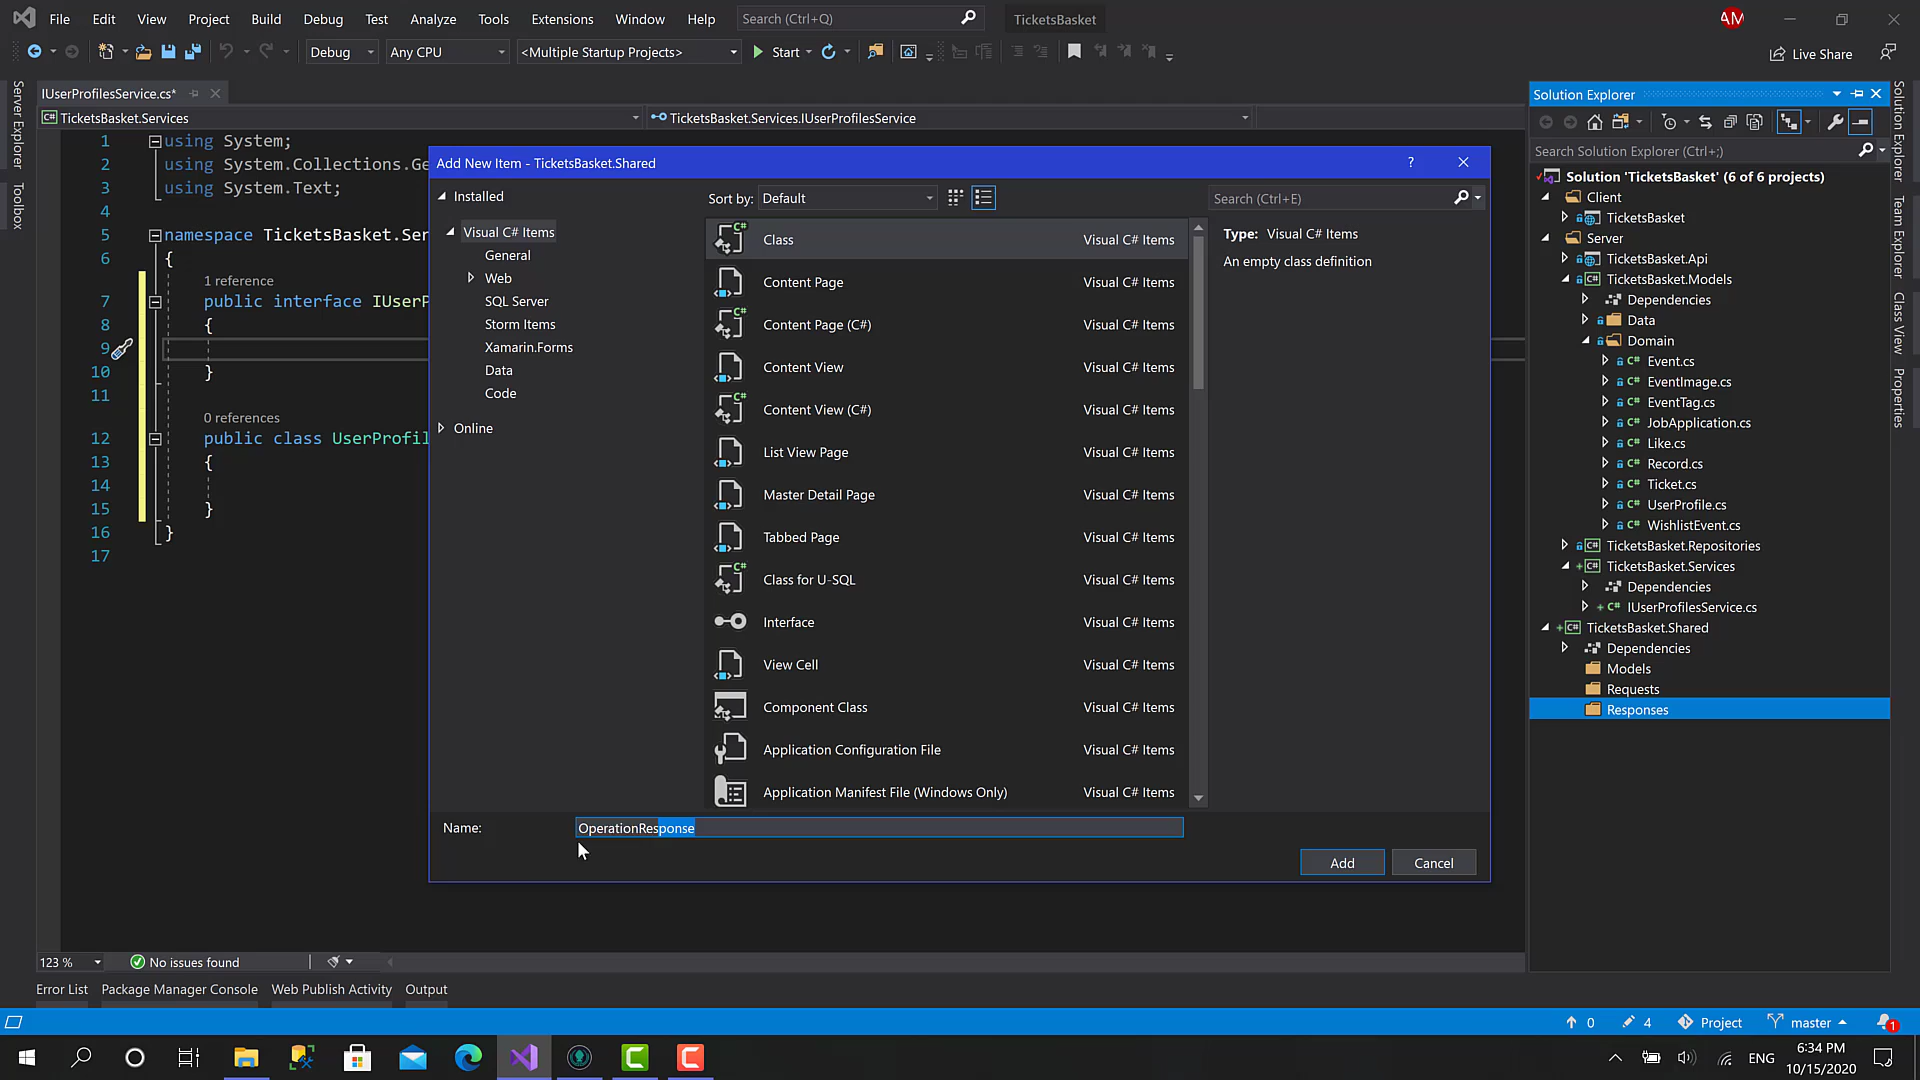 File Edit View Project Build Debug Test Analyze Tools Extensions Window Help Search (Ctrl+Q) TicketsBasket AM
Debug Any CPU <Multiple Startup Projects> Start Live Share
IUserProfilesService.cs*
TicketsBasket.Services TicketsBasket.Services.IUserProfilesService
Server Explorer
Toolbox
1 using System;
2 using System.Collections.Ge
3 using System.Text;
4
5 namespace TicketsBasket.Ser
6 {
1 reference
7 public interface IUserP
8 {
9
10 }
11
0 references
12 public class UserProfil
13 {
14
15 }
16 }
17
Add New Item - TicketsBasket.Shared ?
Installed
Visual C# Items
General
Web
SQL Server
Storm Items
Xamarin.Forms
Data
Code
Online
Sort by: Default Search (Ctrl+E)
Class Visual C# Items
Content Page Visual C# Items
Content Page (C#) Visual C# Items
Content View Visual C# Items
Content View (C#) Visual C# Items
List View Page Visual C# Items
Master Detail Page Visual C# Items
Tabbed Page Visual C# Items
Class for U-SQL Visual C# Items
Interface Visual C# Items
View Cell Visual C# Items
Component Class Visual C# Items
Application Configuration File Visual C# Items
Application Manifest File (Windows Only) Visual C# Items
Type: Visual C# Items
An empty class definition
Name: OperationResponse
Add Cancel
Solution Explorer
Search Solution Explorer (Ctrl+;)
Solution 'TicketsBasket' (6 of 6 projects)
Client
TicketsBasket
Server
TicketsBasket.Api
TicketsBasket.Models
Dependencies
Data
Domain
Event.cs
EventImage.cs
EventTag.cs
JobApplication.cs
Like.cs
Record.cs
Ticket.cs
UserProfile.cs
WishlistEvent.cs
TicketsBasket.Repositories
TicketsBasket.Services
Dependencies
IUserProfilesService.cs
TicketsBasket.Shared
Dependencies
Models
Requests
Responses
Solution Explorer
Team Explorer
Class View
Properties
123 % No issues found
Error List Package Manager Console Web Publish Activity Output
0 4 Project master 1
ENG 6:34 PM
10/15/2020